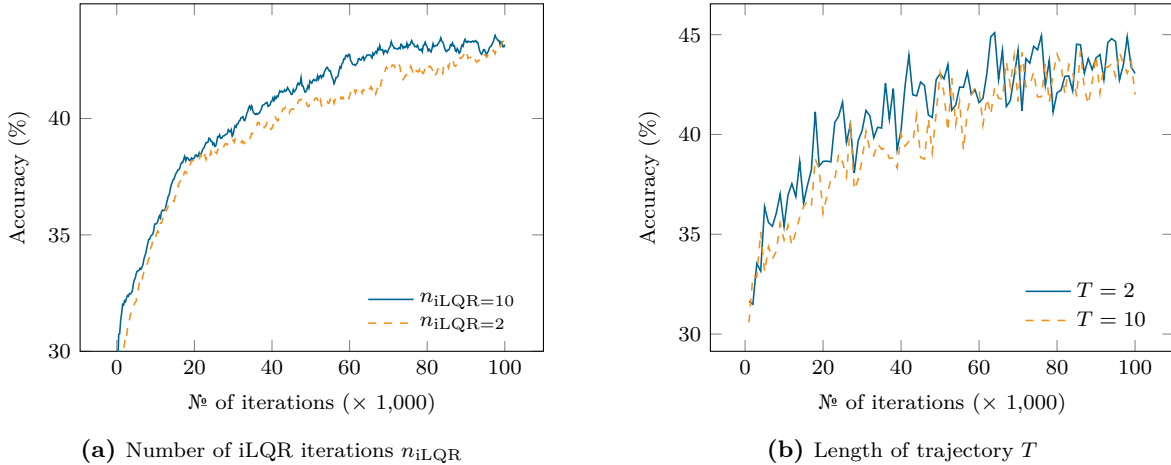 Accuracy (%)
40
35
30
0
20
40
60
80
100
№ of iterations (× 1,000)
n_iLQR=10
n_iLQR=2
(a) Number of iLQR iterations n_iLQR
Accuracy (%)
45
40
35
30
0
20
40
60
80
100
№ of iterations (× 1,000)
T = 2
T = 10
(b) Length of trajectory T